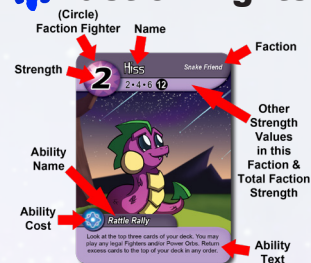 (Circle)
Faction Fighter
Name
Faction
Strength
2
Hiss
Snake Friend
2•4•6 12
Other
Strength
Values
in this
Faction &
Total Faction
Strength
Ability
Name
Ability
Cost
Rattle Rally
Look at the top three cards of your deck. You may
play any legal Fighters and/or Power Orbs. Return
excess cards to the top of your deck in any order.
Ability
Text